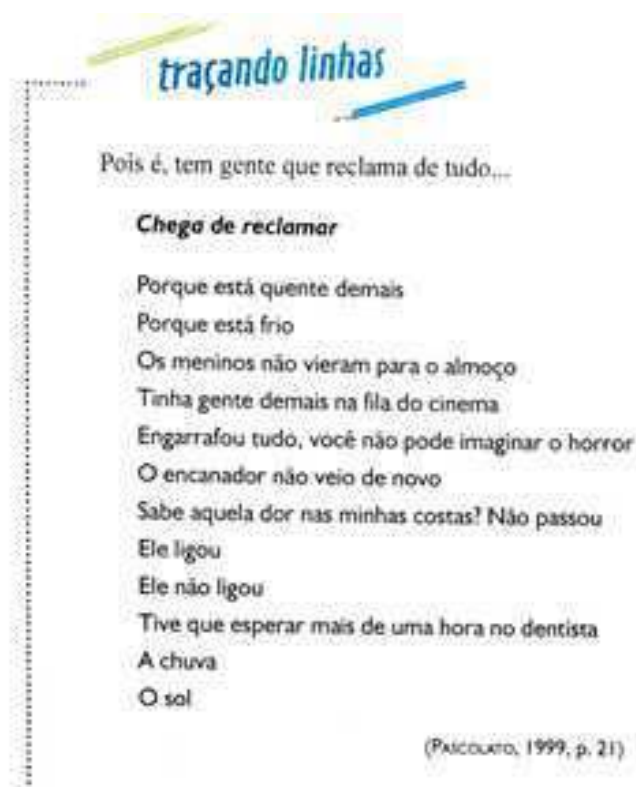 traçando linhas
Pois é, tem gente que reclama de tudo...
Chega de reclamar
Porque está quente demais
Porque está frio
Os meninos não vieram para o almoço
Tinha gente demais na fila do cinema
Engarrafou tudo, você não pode imaginar o horror
O encanador não veio de novo
Sabe aquela dor nas minhas costas? Não passou
Ele ligou
Ele não ligou
Tive que esperar mais de uma hora no dentista
A chuva
O sol
(PASCOLATO, 1999, p. 21)